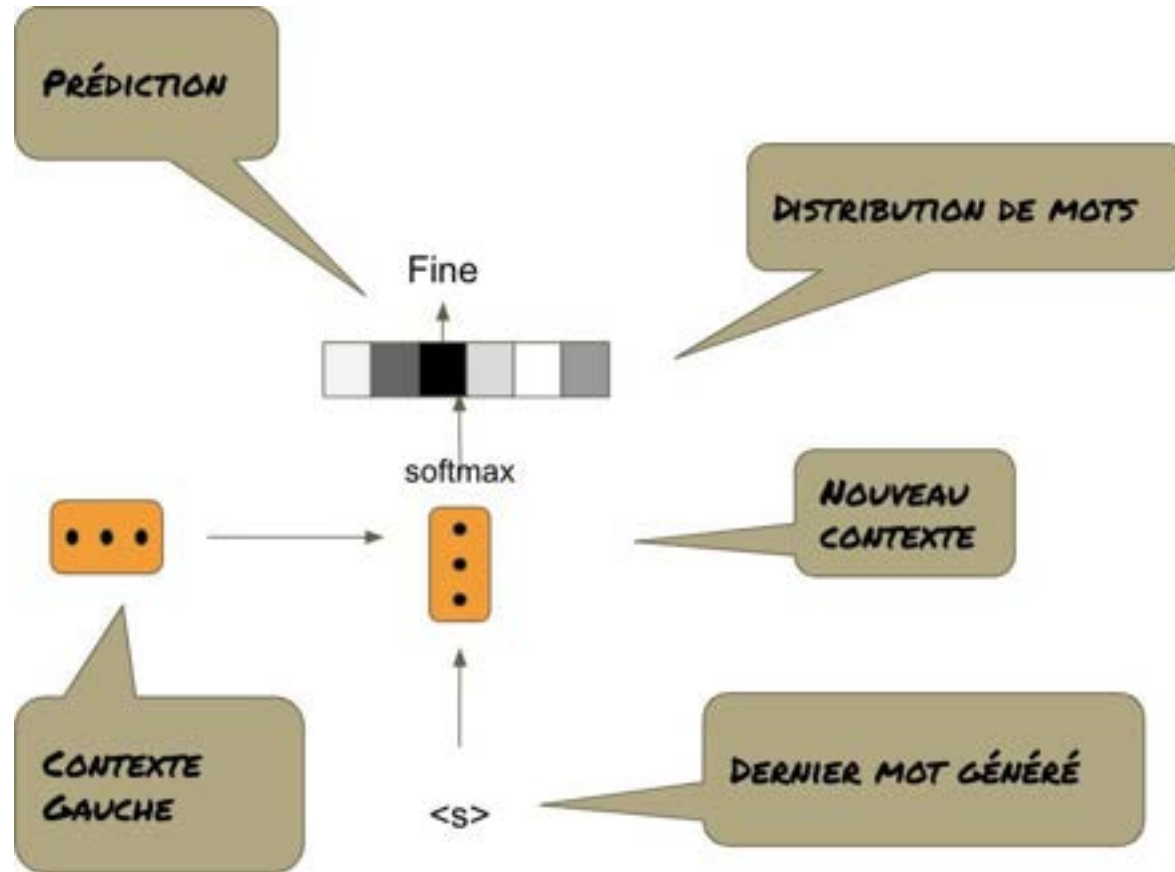 PRÉDICTION
DISTRIBUTION DE MOTS
Fine
softmax
NOUVEAU
CONTEXTE
CONTEXTE
GAUCHE
<s>
DERNIER MOT GÉNÉRÉ